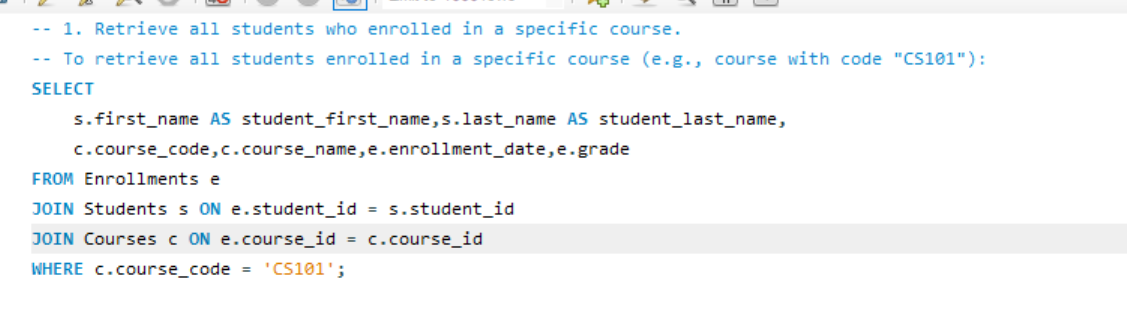 -- 1. Retrieve all students who enrolled in a specific course.
-- To retrieve all students enrolled in a specific course (e.g., course with code "CS101"):
SELECT
    s.first_name AS student_first_name,s.last_name AS student_last_name,
    c.course_code,c.course_name,e.enrollment_date,e.grade
FROM Enrollments e
JOIN Students s ON e.student_id = s.student_id
JOIN Courses c ON e.course_id = c.course_id
WHERE c.course_code = 'CS101';